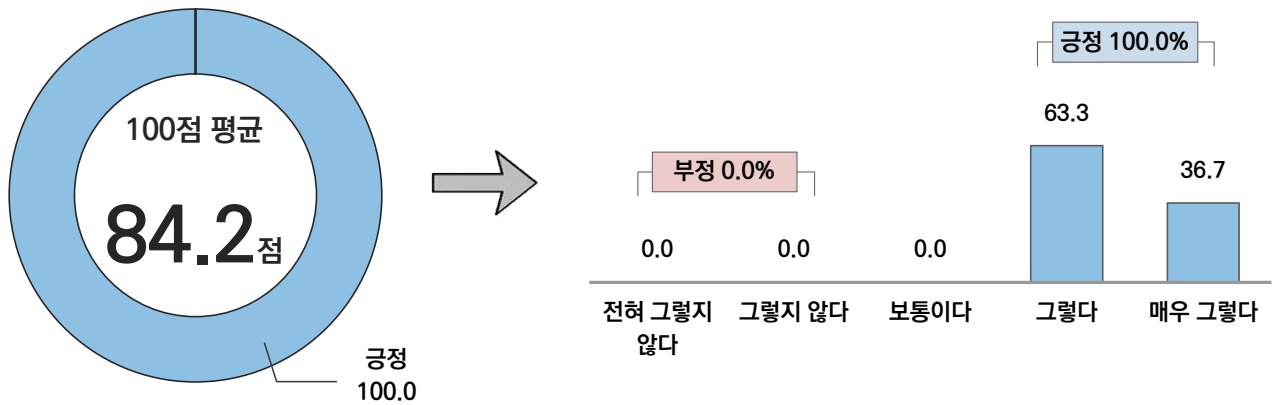 100점 평균
84.2점
긍정
100.0
부정 0.0%
긍정 100.0%
0.0
0.0
0.0
63.3
36.7
전혀 그렇지
않다
그렇지 않다
보통이다
그렇다
매우 그렇다